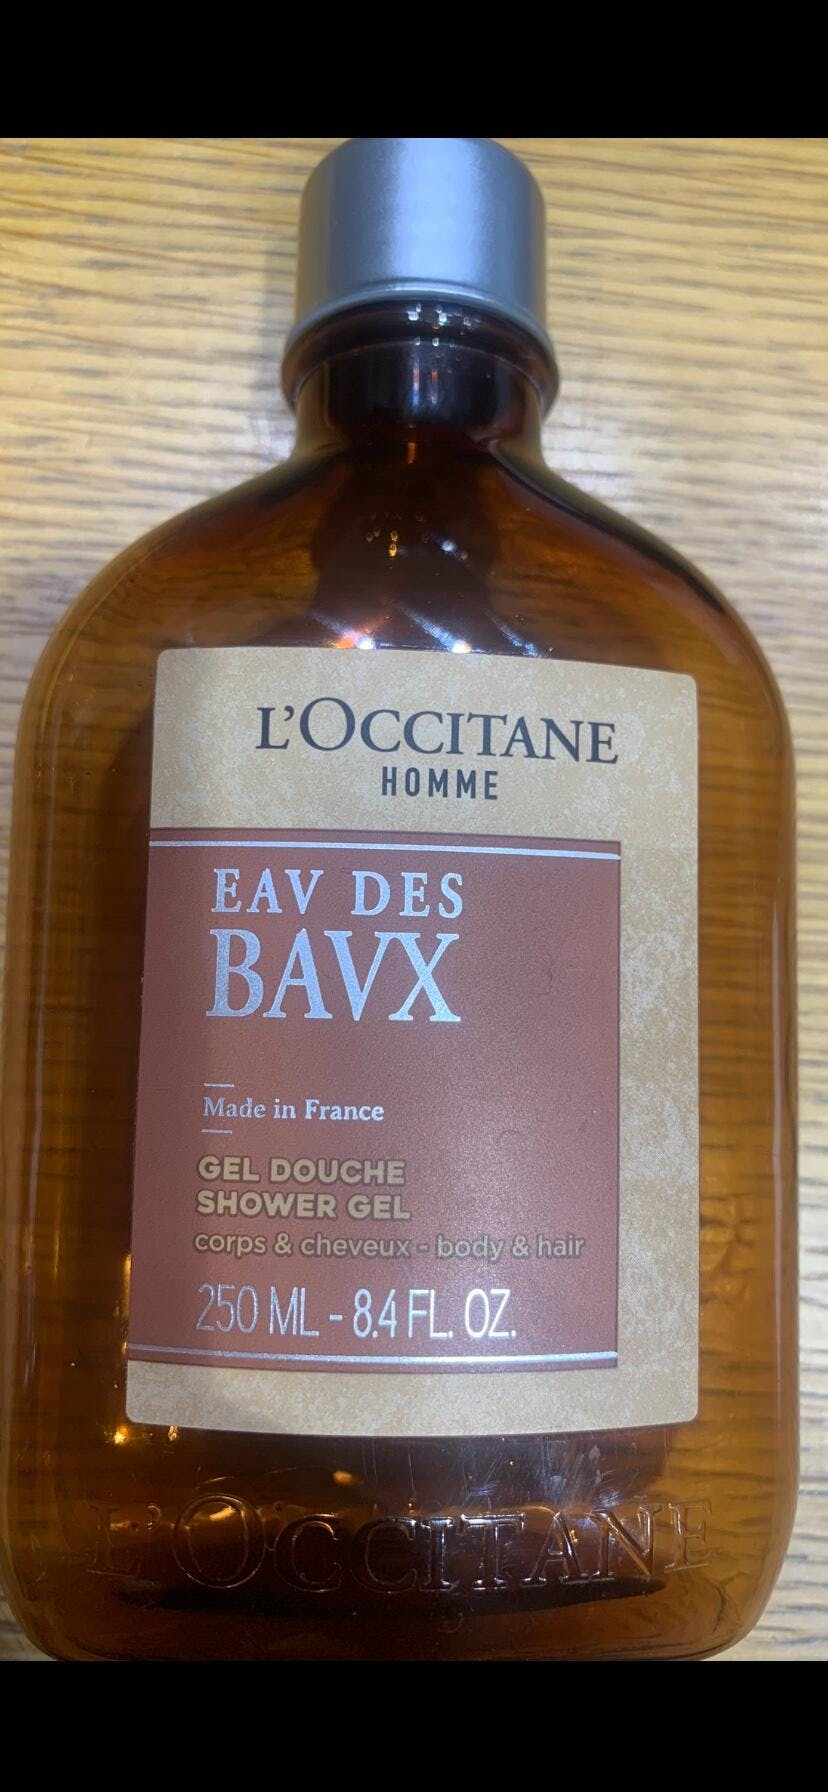 L'OCCITANE
HOMME
EAV DES
BAVX
Made in France
GEL DOUCHE
SHOWER GEL
corps & cheveux - body & hair
250 ML - 8.4 FL. OZ.
L'OCCITANE